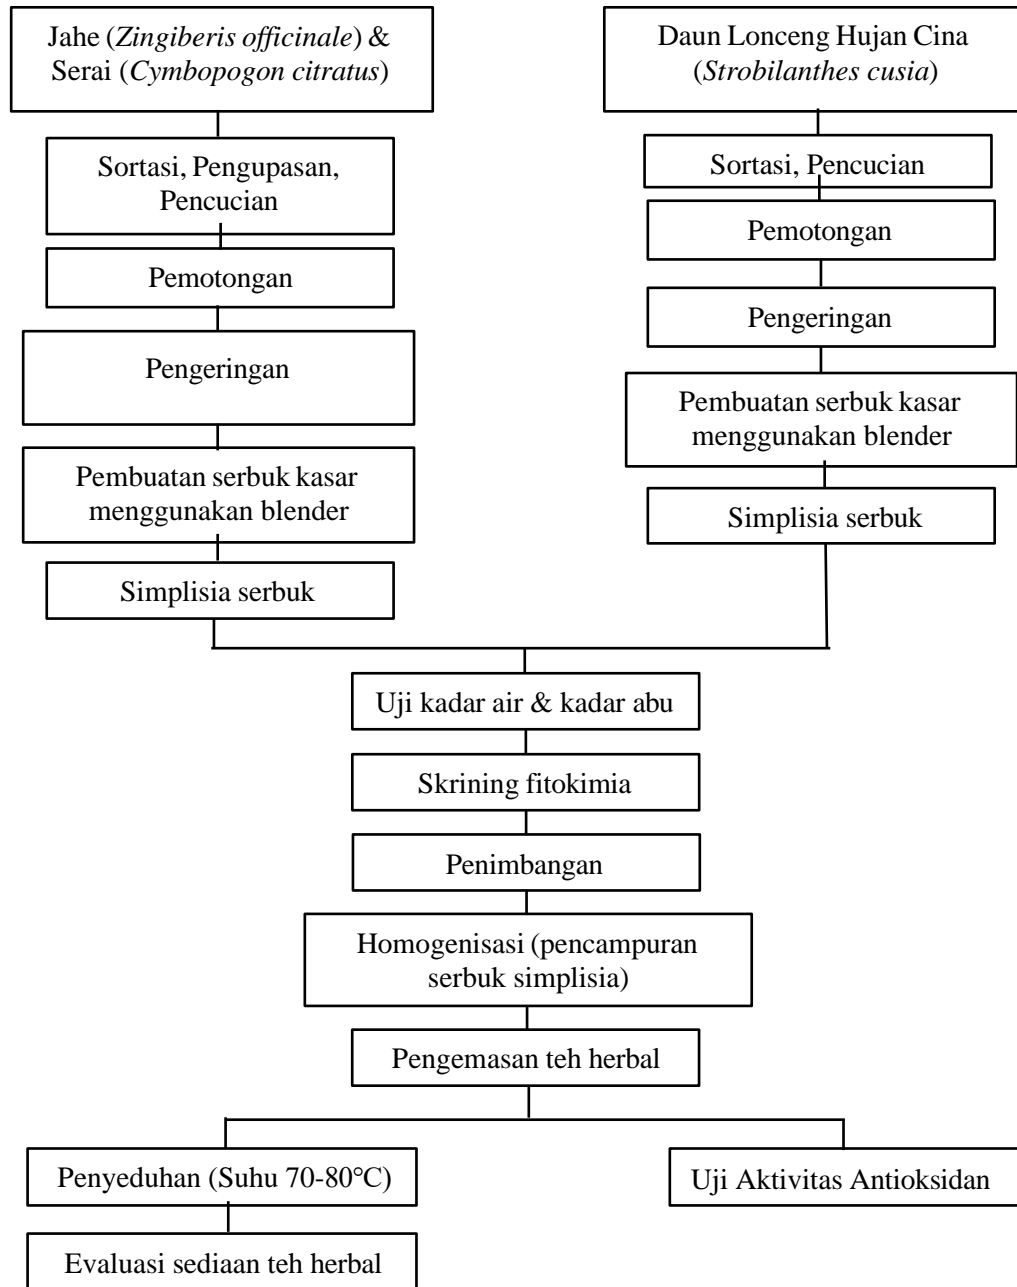 Jahe (Zingiberis officinale) &
Serai (Cymbopogon citratus)
Sortasi, Pengupasan,
Pencucian
Pemotongan
Pengeringan
Pembuatan serbuk kasar
menggunakan blender
Simplisia serbuk
Daun Lonceng Hujan Cina
(Strobilanthes cusia)
Sortasi, Pencucian
Pemotongan
Pengeringan
Pembuatan serbuk kasar
menggunakan blender
Simplisia serbuk
Uji kadar air & kadar abu
Skrining fitokimia
Penimbangan
Homogenisasi (pencampuran
serbuk simplisia)
Pengemasan teh herbal
Penyeduhan (Suhu 70-80°C)
Evaluasi sediaan teh herbal
Uji Aktivitas Antioksidan